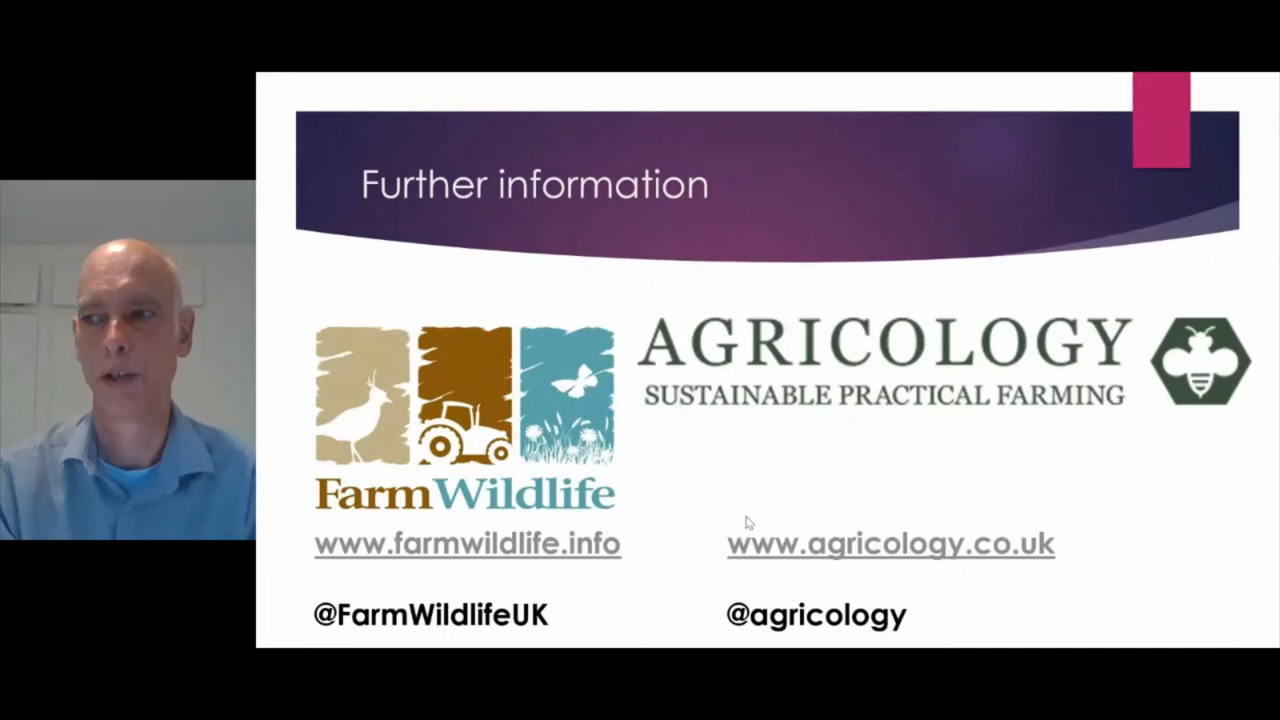 Further information
AGRICOLOGY
SUSTAINABLE PRACTICAL FARMING
FarmWildlife
www.farmwildlife.info
www.agricology.co.uk
@FarmWildlifeUK
@agricology